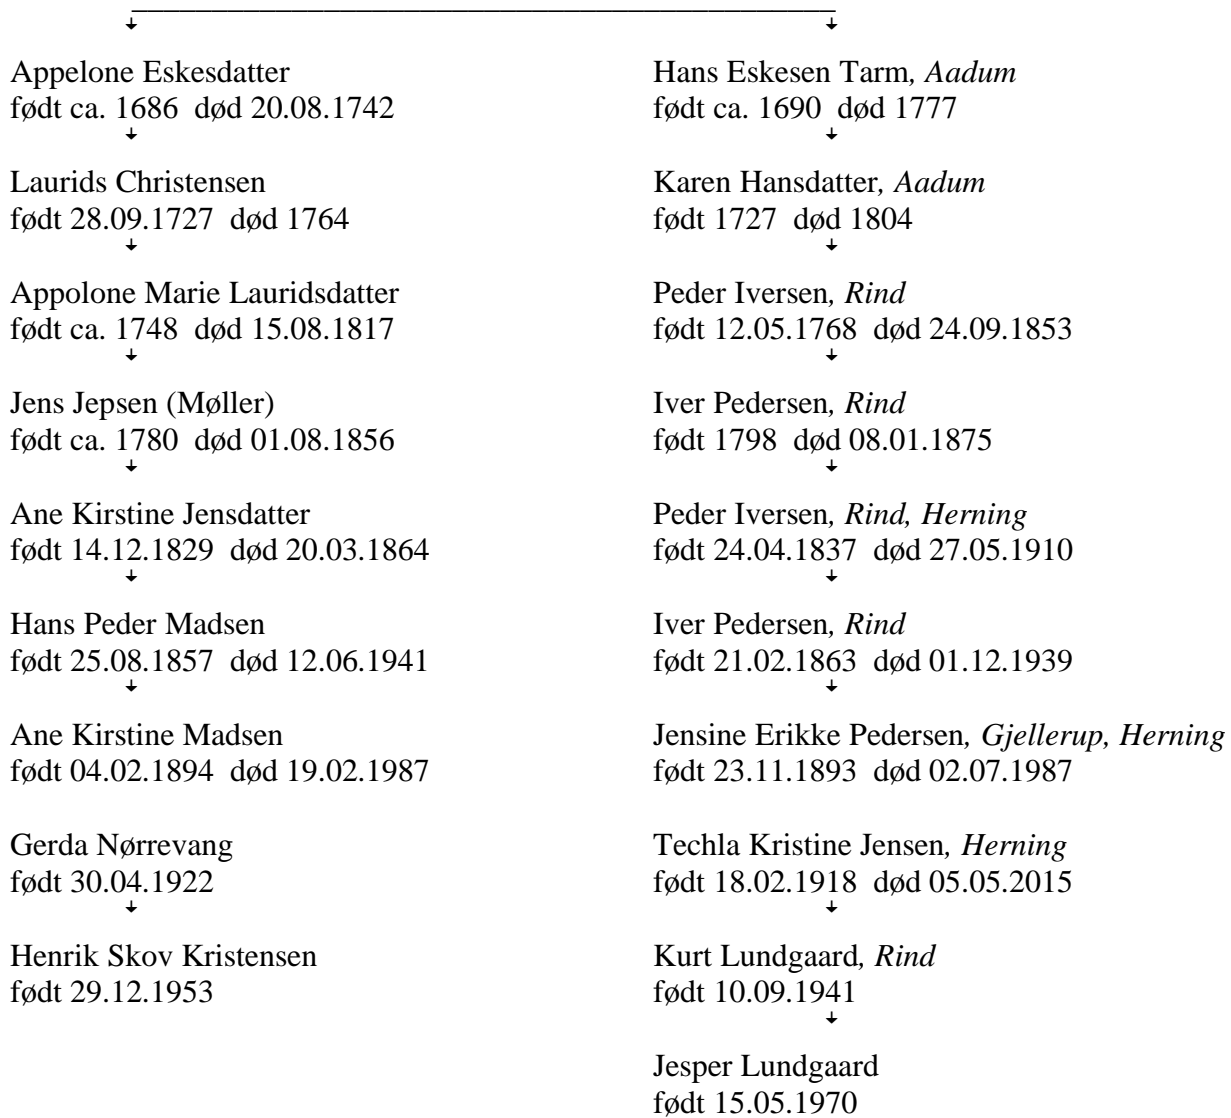 Appelone Eskesdatter
født ca. 1686 død 20.08.1742
Laurids Christensen
født 28.09.1727 død 1764
Appolone Marie Lauridsdatter
født ca. 1748 død 15.08.1817
Jens Jepsen (Møller)
født ca. 1780 død 01.08.1856
Ane Kirstine Jensdatter
født 14.12.1829 død 20.03.1864
Hans Peder Madsen
født 25.08.1857 død 12.06.1941
Ane Kirstine Madsen
født 04.02.1894 død 19.02.1987
Gerda Nørrevang
født 30.04.1922
Henrik Skov Kristensen
født 29.12.1953
Hans Eskesen Tarm, Aadum
født ca. 1690 død 1777
Karen Hansdatter, Aadum
født 1727 død 1804
Peder Iversen, Rind
født 12.05.1768 død 24.09.1853
Iver Pedersen, Rind
født 1798 død 08.01.1875
Peder Iversen, Rind, Herning
født 24.04.1837 død 27.05.1910
Iver Pedersen, Rind
født 21.02.1863 død 01.12.1939
Jensine Erikke Pedersen, Gjellerup, Herning
født 23.11.1893 død 02.07.1987
Techla Kristine Jensen, Herning
født 18.02.1918 død 05.05.2015
Kurt Lundgaard, Rind
født 10.09.1941
Jesper Lundgaard
født 15.05.1970